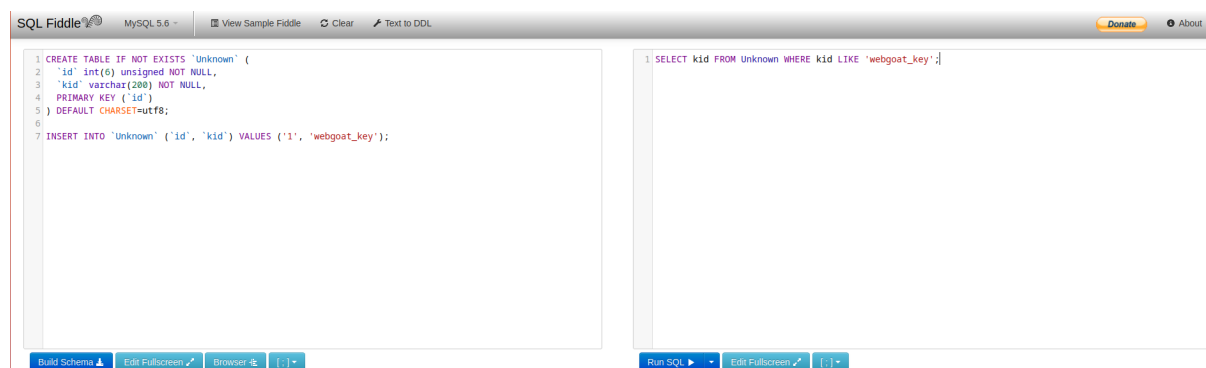 SQL Fiddle MySQL 5.6 View Sample Fiddle Clear Text to DDL Donate About
1 CREATE TABLE IF NOT EXISTS `Unknown` (
2 `id` int(6) unsigned NOT NULL,
3 `kid` varchar(200) NOT NULL,
4 PRIMARY KEY (`id`)
5 ) DEFAULT CHARSET=utf8;
6
7 INSERT INTO `Unknown` (`id`, `kid`) VALUES ('1', 'webgoat_key');
1 SELECT kid FROM Unknown WHERE kid LIKE 'webgoat_key';
Build Schema Edit Fullscreen Browser [ ; ]
Run SQL Edit Fullscreen [ ; ]